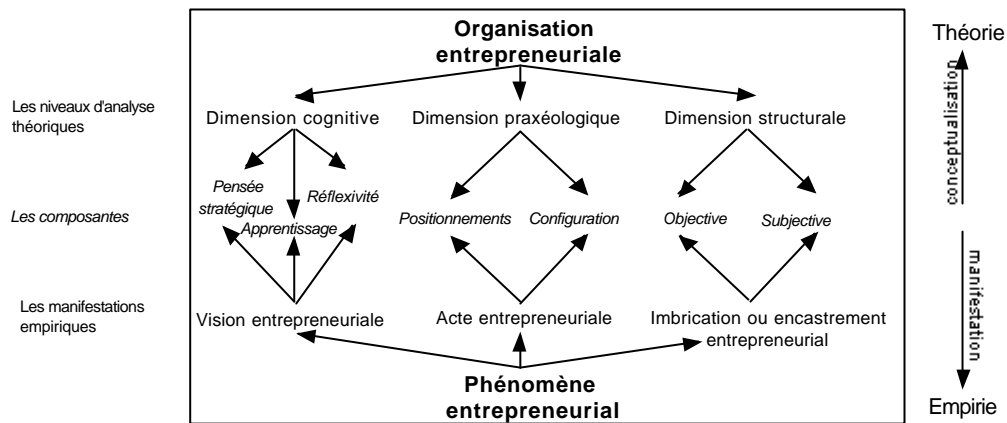 Organisation
entrepreneuriale
Théorie
conceptualisation
Les niveaux d'analyse
théoriques
Dimension cognitive
Dimension praxéologique
Dimension structurale
Les composantes
Pensée
stratégique
Apprentissage
Réflexivité
Positionnements
Configuration
Objective
Subjective
manifestation
Les manifestations
empiriques
Vision entrepreneuriale
Acte entrepreneuriale
Imbrication ou encastrement
entrepreneurial
Phénomène
entrepreneurial
Empirie